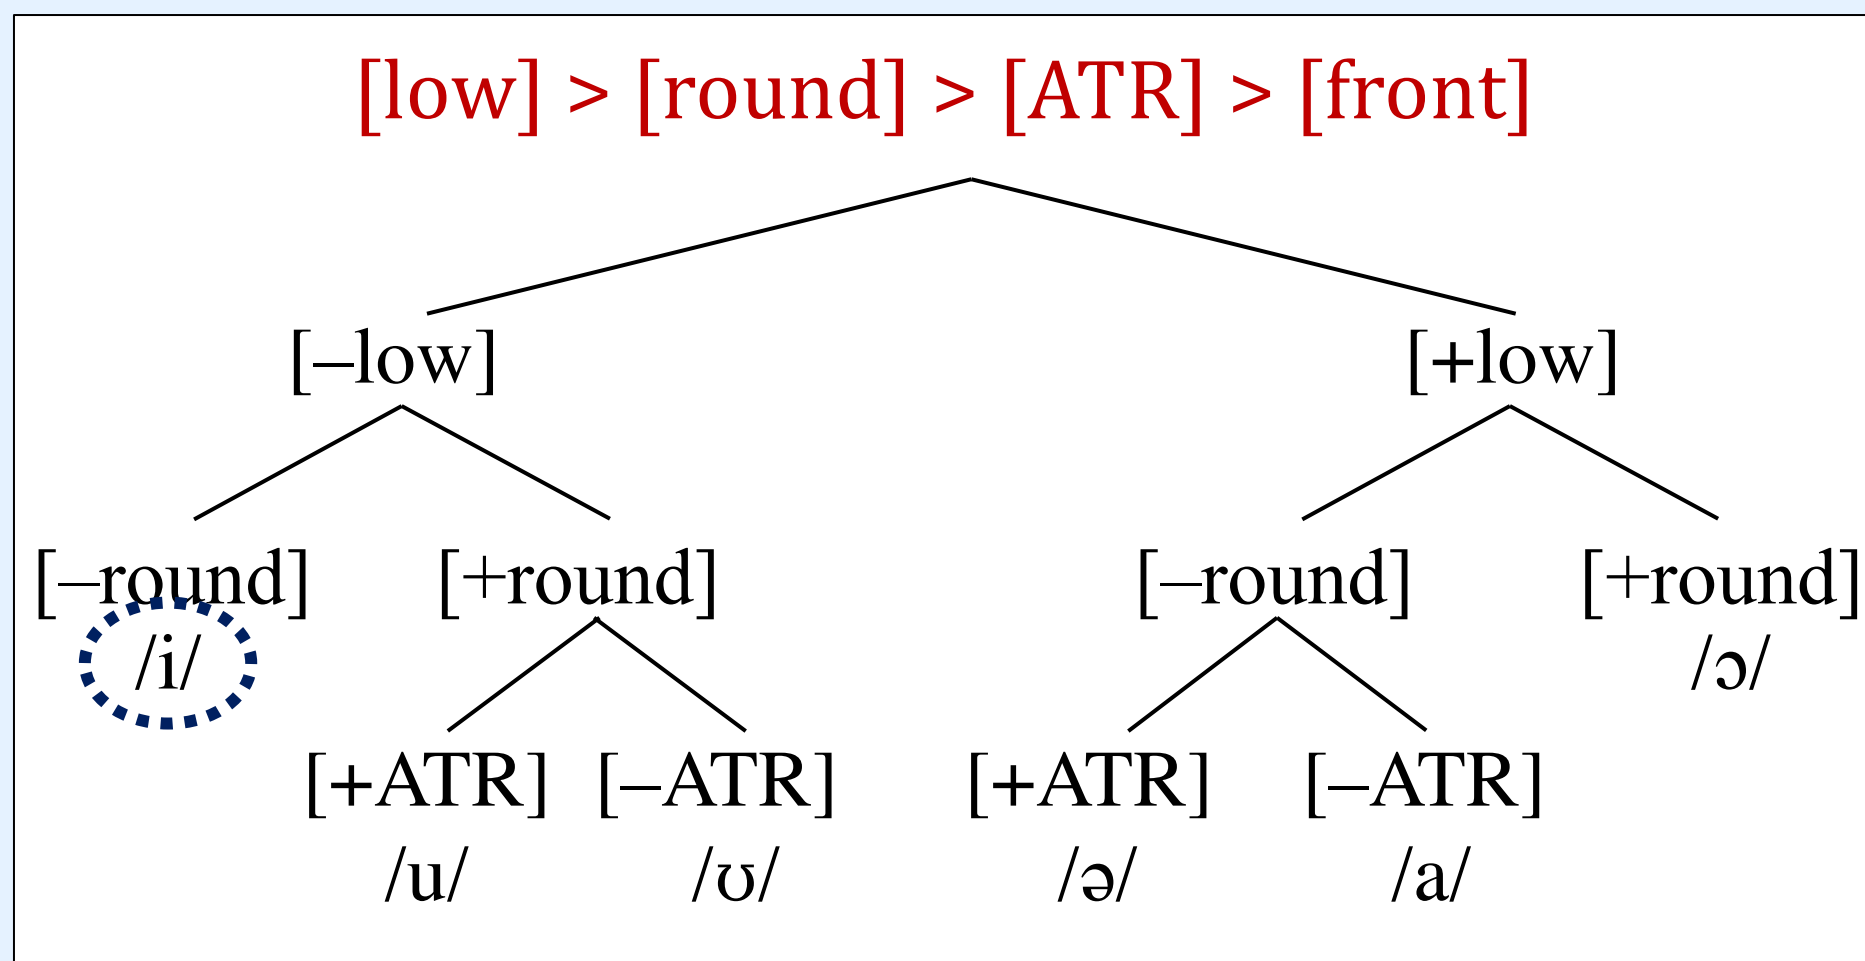 [low] > [round] > [ATR] > [front]
[–low] [+low]
[–round] [+round] [–round] [+round]
/i/ /ɔ/
[+ATR] [–ATR] [+ATR] [–ATR]
/u/ /ʊ/ /ə/ /a/